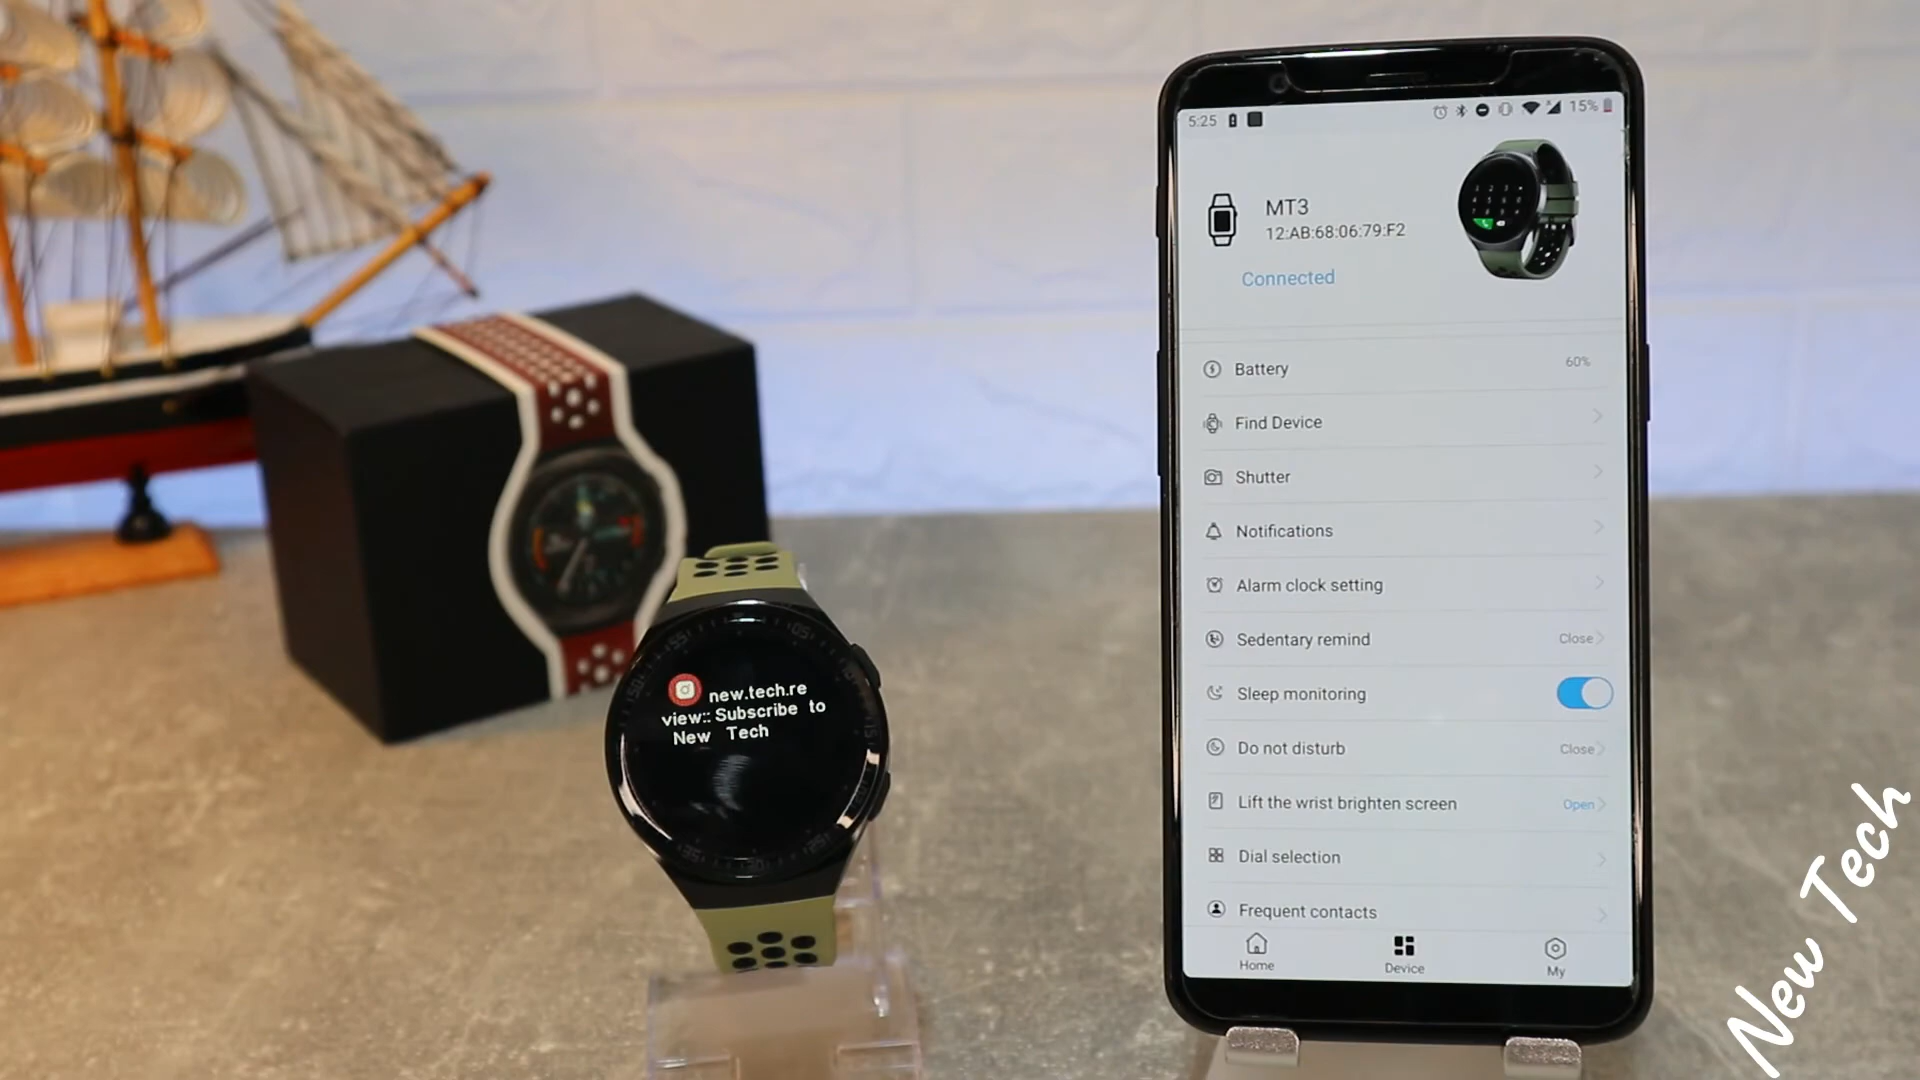 5:25
15%
MT3
12:AB:68:06:79:F2
Connected
Battery 60%
Find Device
Shutter
Notifications
Alarm clock setting
Sedentary remind Close
Sleep monitoring
Do not disturb Close
Lift the wrist brighten screen Open
Dial selection
Frequent contacts
Home Device My
new.tech.re
view:: Subscribe to
New Tech
New Tech